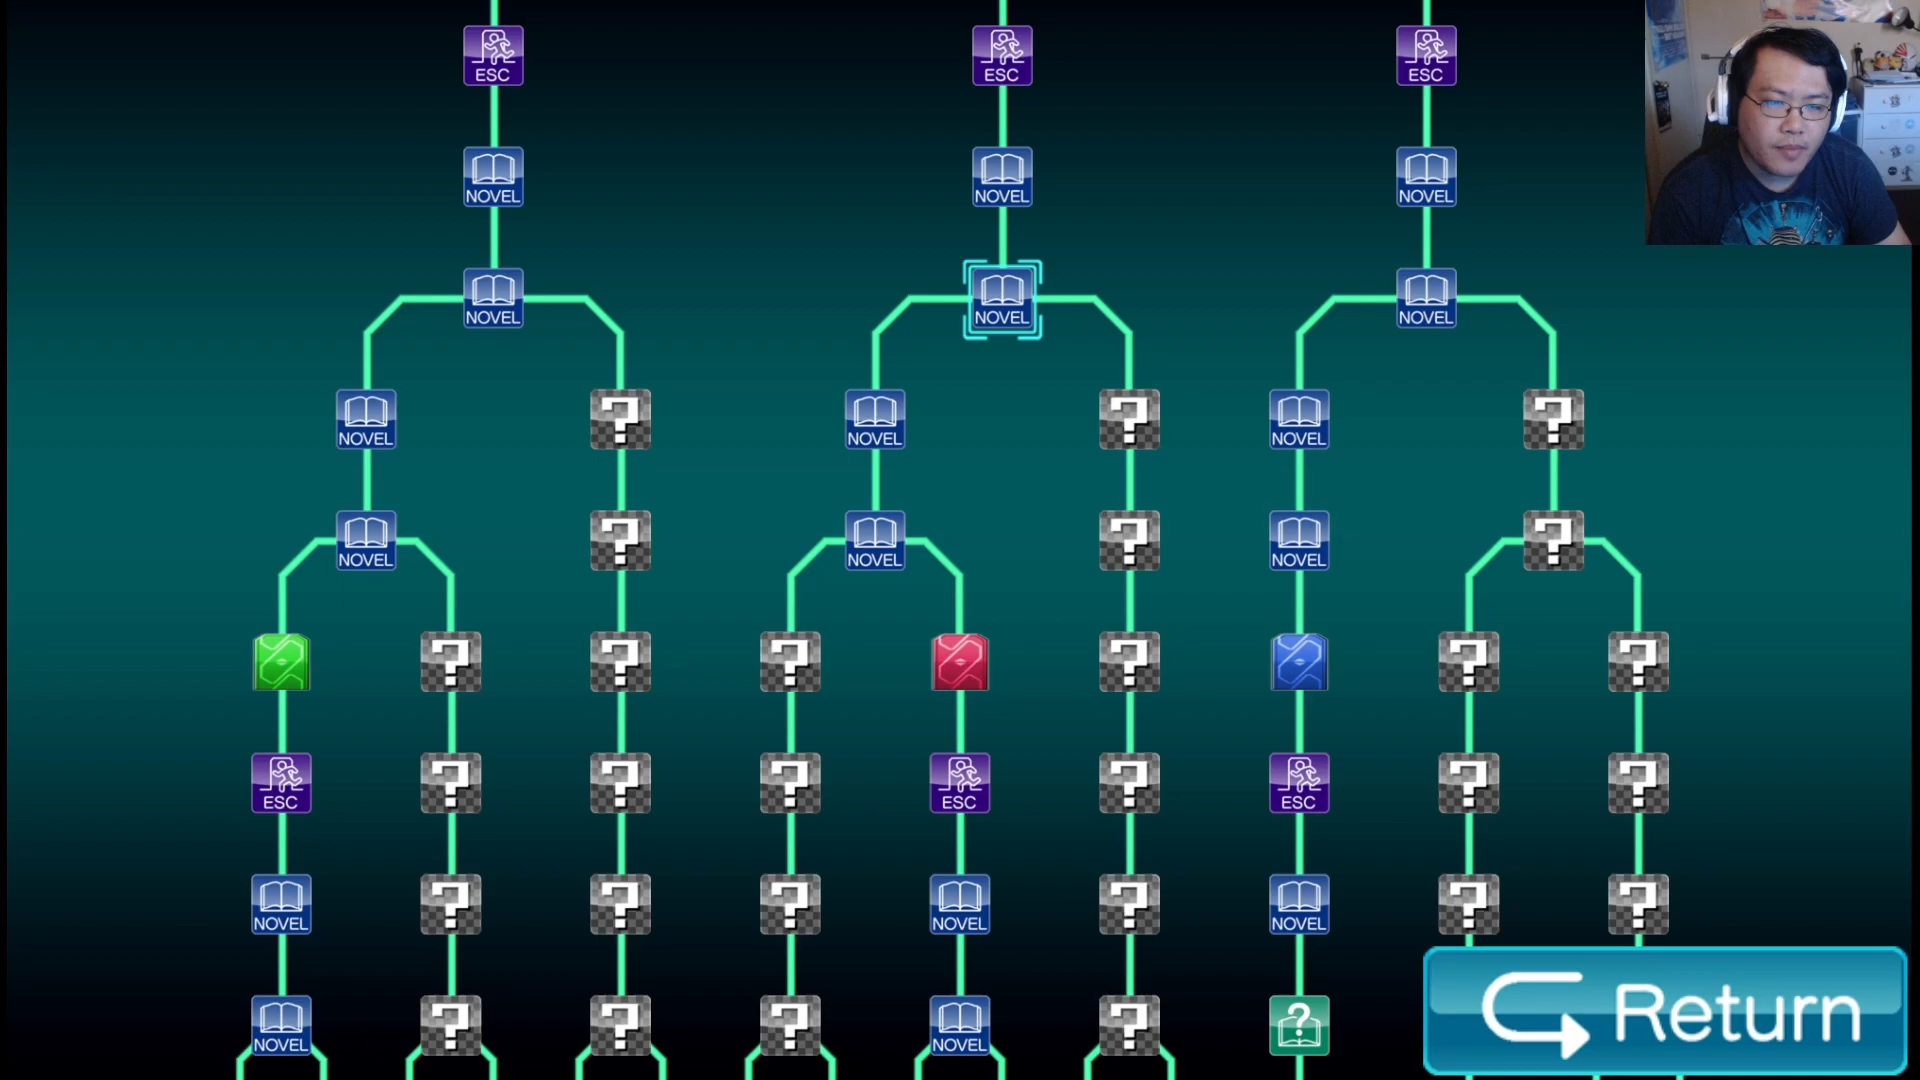 ESC ESC ESC
NOVEL NOVEL NOVEL
NOVEL NOVEL NOVEL
NOVEL ? NOVEL ? NOVEL ?
NOVEL ? NOVEL ? NOVEL ?
? ? ? ? ? ?
ESC ? ? ? ESC ? ESC ? ?
NOVEL ? ? ? NOVEL ? NOVEL ? ?
NOVEL ? ? ? NOVEL ? ?
Return